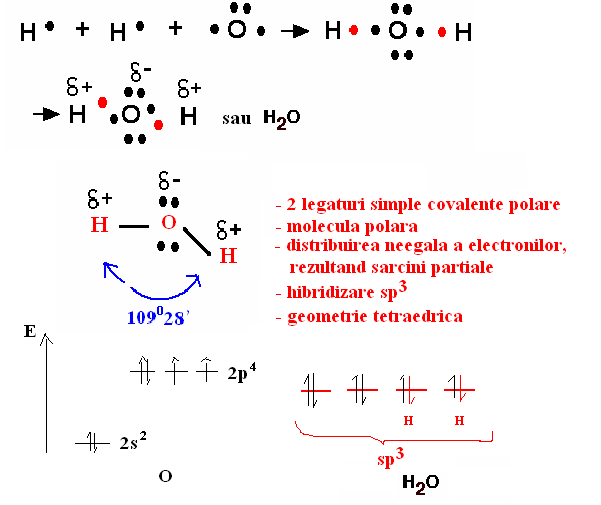 H + H + O → H O H
δ-
δ+ δ+
→ H O H sau H₂O
δ-
δ+
H O δ+
H
109⁰28’
- 2 legaturi simple covalente polare
- molecula polara
- distribuirea neegala a electronilor,
rezultand sarcini partiale
- hibridizare sp³
- geometrie tetraedrica
E
2p⁴
2s²
O
H H
sp³
H₂O